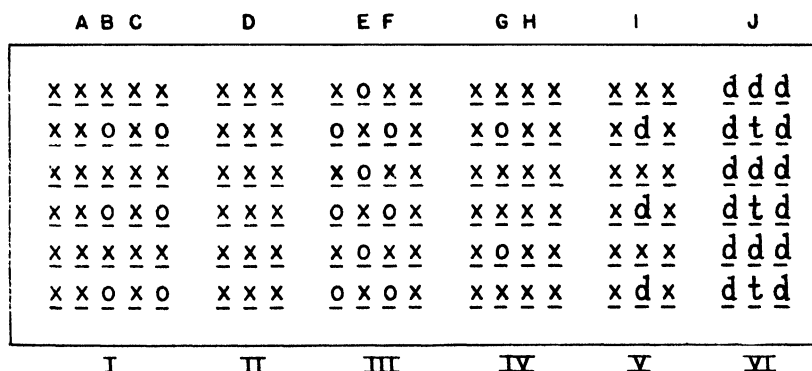 A B C D E F G H I J
x x x x x x x x x o x x x x x x x x x d d d
x x o x o x x x o x o x x o x x x d x d t d
x x x x x x x x x o x x x x x x x x x d d d
x x o x o x x x o x o x x x x x x d x d t d
x x x x x x x x x o x x x o x x x x x d d d
x x o x o x x x o x o x x x x x x d x d t d
I II III IV V VI